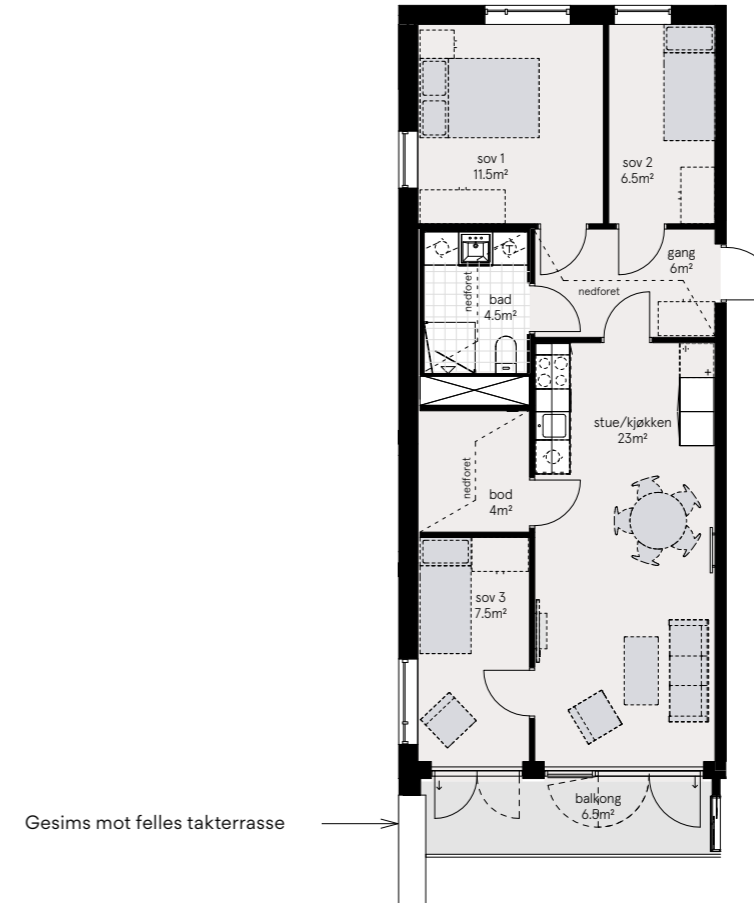 sov 1
11.5m²
sov 2
6.5m²
gang
6m²
nedforet
nedforet
bad
4.5m²
T
stue/kjøkken
23m²
nedforet
bod
4m²
sov 3
7.5m²
balkong
6.5m²
Gesims mot felles takterrasse